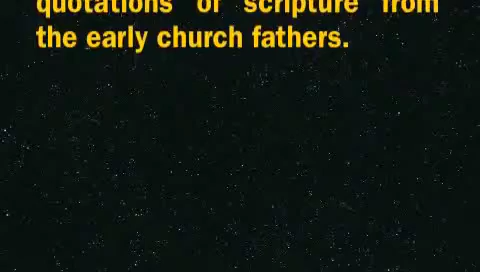 quotations of scripture from
the early church fathers.